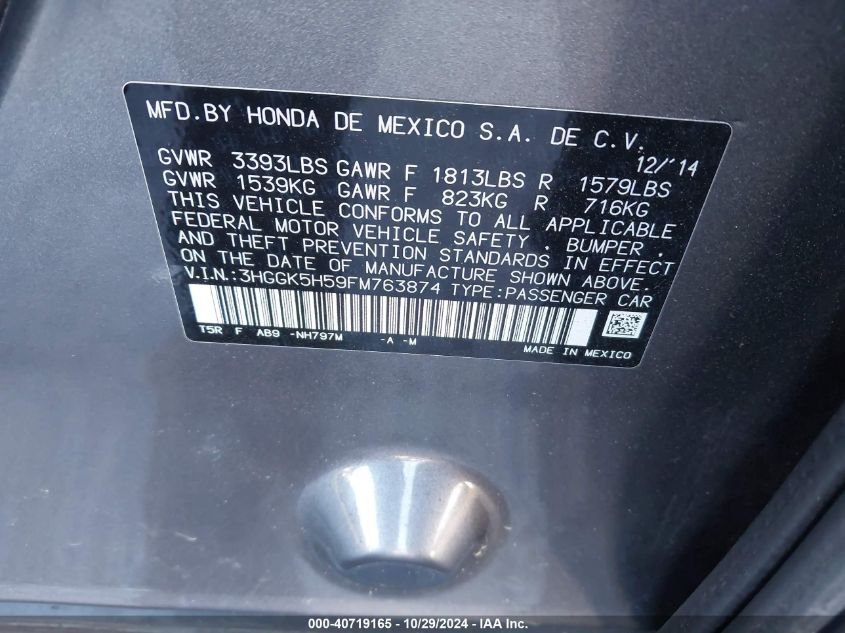 MFD.BY HONDA DE MEXICO S.A. DE C.V.
12/'14
GVWR 3393LBS GAWR F 1813LBS R 1579LBS
GVWR 1539KG GAWR F 823KG R 716KG
THIS VEHICLE CONFORMS TO ALL APPLICABLE
FEDERAL MOTOR VEHICLE SAFETY , BUMPER ,
AND THEFT PREVENTION STANDARDS IN EFFECT
ON THE DATE OF MANUFACTURE SHOWN ABOVE.
V.I.N.:3HGGK5H59FM763874 TYPE:PASSENGER CAR
T5R F AB9 -NH797M -A -M
MADE IN MEXICO
000-40719165 - 10/29/2024 - IAA Inc.